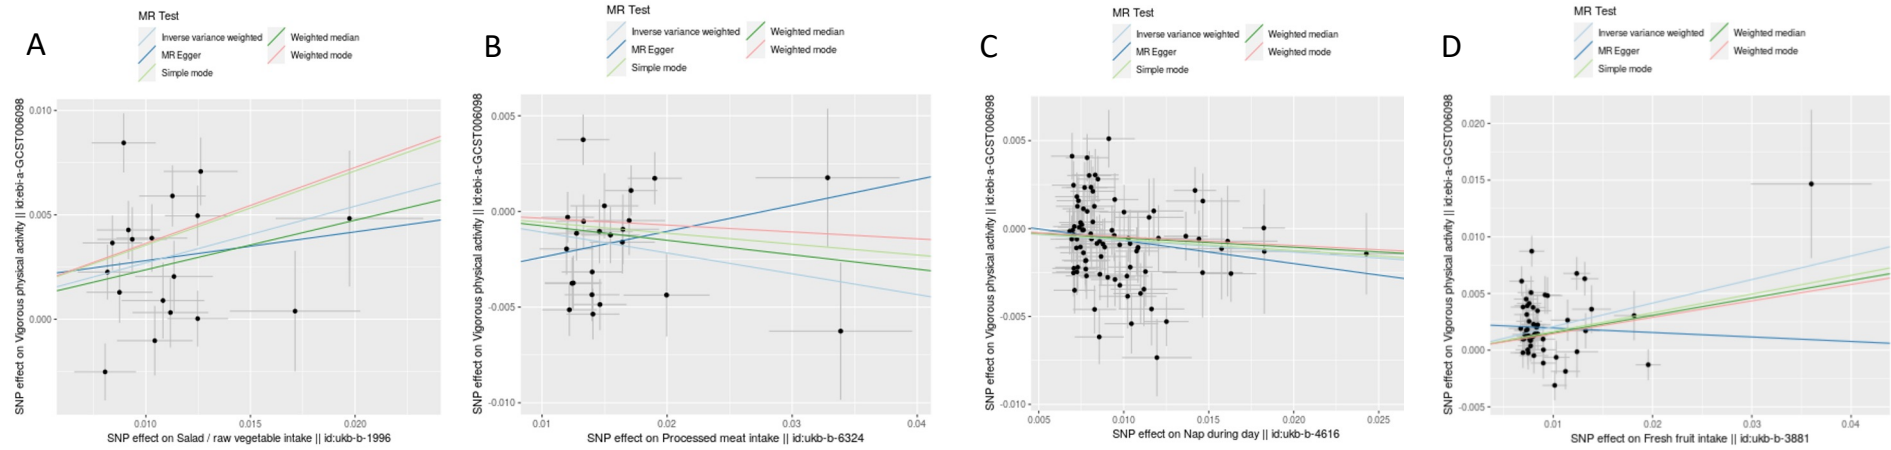 A
MR Test
Inverse variance weighted
Weighted median
MR Egger
Weighted mode
Simple mode
SNP effect on Vigorous physical activity || id:ebi-a-GCST006098
0.010
0.005
0.000
0.010
0.015
0.020
SNP effect on Salad / raw vegetable intake || id:ukb-b-1996
B
MR Test
Inverse variance weighted
Weighted median
MR Egger
Weighted mode
Simple mode
SNP effect on Vigorous physical activity || id:ebi-a-GCST006098
0.005
0.000
-0.005
-0.010
0.01
0.02
0.03
0.04
SNP effect on Processed meat intake || id:ukb-b-6324
C
MR Test
Inverse variance weighted
Weighted median
MR Egger
Weighted mode
Simple mode
SNP effect on Vigorous physical activity || id:ebi-a-GCST006098
0.005
0.000
-0.005
-0.010
0.005
0.010
0.015
0.020
0.025
SNP effect on Nap during day || id:ukb-b-4616
D
MR Test
Inverse variance weighted
Weighted median
MR Egger
Weighted mode
Simple mode
SNP effect on Vigorous physical activity || id:ebi-a-GCST006098
0.020
0.015
0.010
0.005
0.000
-0.005
0.01
0.02
0.03
0.04
SNP effect on Fresh fruit intake || id:ukb-b-3881